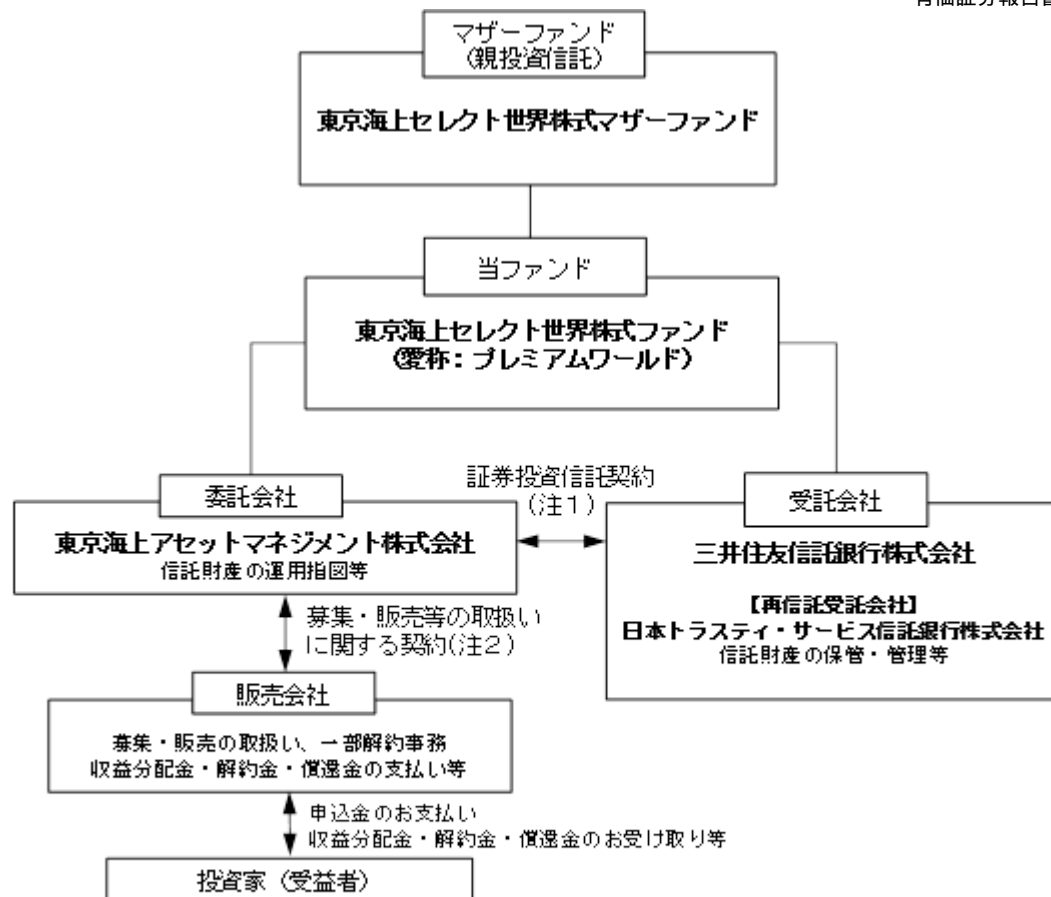 マザーファンド
(親投資信託)
東京海上セレクト世界株式マザーファンド
当ファンド
東京海上セレクト世界株式ファンド
(愛称：プレミアムワールド)
証券投資信託契約
(注1)
委託会社
東京海上アセットマネジメント株式会社
信託財産の運用指図等
受託会社
三井住友信託銀行株式会社
【再信託受託会社】
日本トラスティ・サービス信託銀行株式会社
信託財産の保管・管理等
募集・販売等の取扱い
に関する契約(注2)
販売会社
募集・販売の取扱い、一部解約事務
収益分配金・解約金・償還金の支払い等
申込金のお支払い
収益分配金・解約金・償還金のお受け取り等
投資家（受益者）